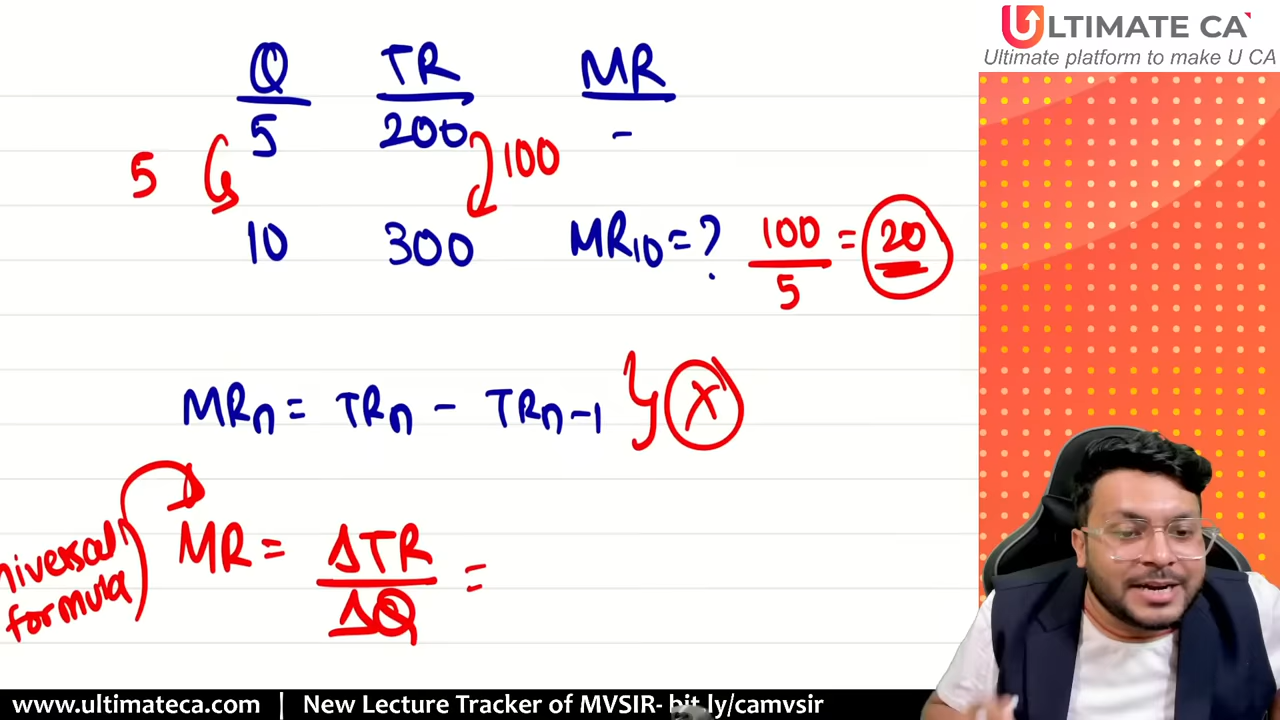 ULTIMATE CA
Ultimate platform to make U CA
Q TR MR
5 200 -
5 100
10 300 MR10 = ? 100/5 = 20
MRn = TRn - TRn-1 } X
MR = ΔTR/ΔQ =
formula
www.ultimateca.com | New Lecture Tracker of MVSIR- bit.ly/camvsir